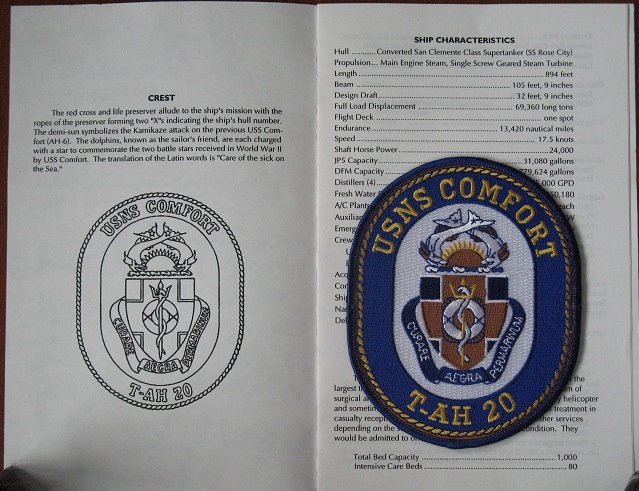 CREST
The red cross and life preserver allude to the ship's mission with the
ropes of the preserver forming two "X"s indicating the ship's hull number.
The demi-sun symbolizes the Kamikaze attack on the previous USS Com-
fort (AH-6). The dolphins, known as the sailor's friend, are each charged
with a star to commemorate the two battle stars received in World War II
by USS Comfort. The translation of the Latin words is "Care of the sick on
the Sea."
USNS COMFORT
CURARE AEGRA PERMARINUM
T-AH 20
SHIP CHARACTERISTICS
Hull ........... Converted San Clemente Class Supertanker (SS Rose City)
Propulsion... Main Engine Steam, Single Screw Geared Steam Turbine
Length ........ 894 feet
Beam ........ 105 feet, 9 inches
Design Draft ........ 32 feet, 9 inches
Full Load Displacement ........ 69,360 long tons
Flight Deck ........ one spot
Endurance ........ 13,420 nautical miles
Speed ........ 17.5 knots
Shaft Horse Power ........ 24,000
JP5 Capacity ........ 31,080 gallons
DFM Capacity ........ 779,624 gallons
Distillers (4) ........ 000 GPD
Fresh Water
A/C Plants
USNS COMFORT
CURARE AEGRA PERMARINUM
T-AH 20
the
largest
surgical helicopter
and treatment in
casualty services
depending on the They
would be admitted to
Total Bed Capacity ........ 1,000
Intensive Care Beds ........ 80